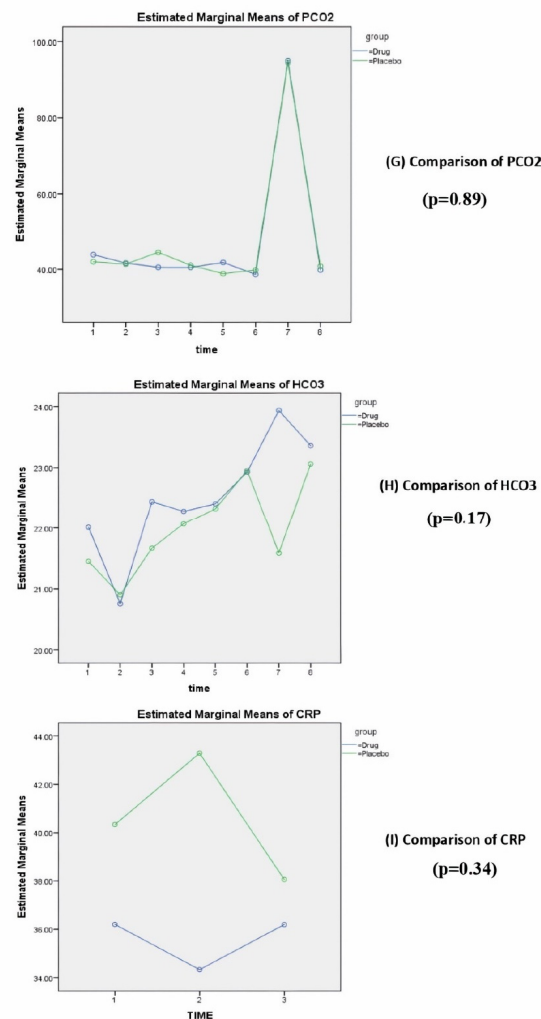 Estimated Marginal Means of PCO2
group
=Drug
=Placebo
Estimated Marginal Means
100.00
80.00
60.00
40.00
1 2 3 4 5 6 7 8
time
(G) Comparison of PCO2
(p=0.89)
Estimated Marginal Means of HCO3
group
=Drug
=Placebo
Estimated Marginal Means
24.00
23.00
22.00
21.00
20.00
1 2 3 4 5 6 7 8
time
(H) Comparison of HCO3
(p=0.17)
Estimated Marginal Means of CRP
group
=Drug
=Placebo
Estimated Marginal Means
44.00
42.00
40.00
38.00
36.00
34.00
1 2 3
TIME
(I) Comparison of CRP
(p=0.34)